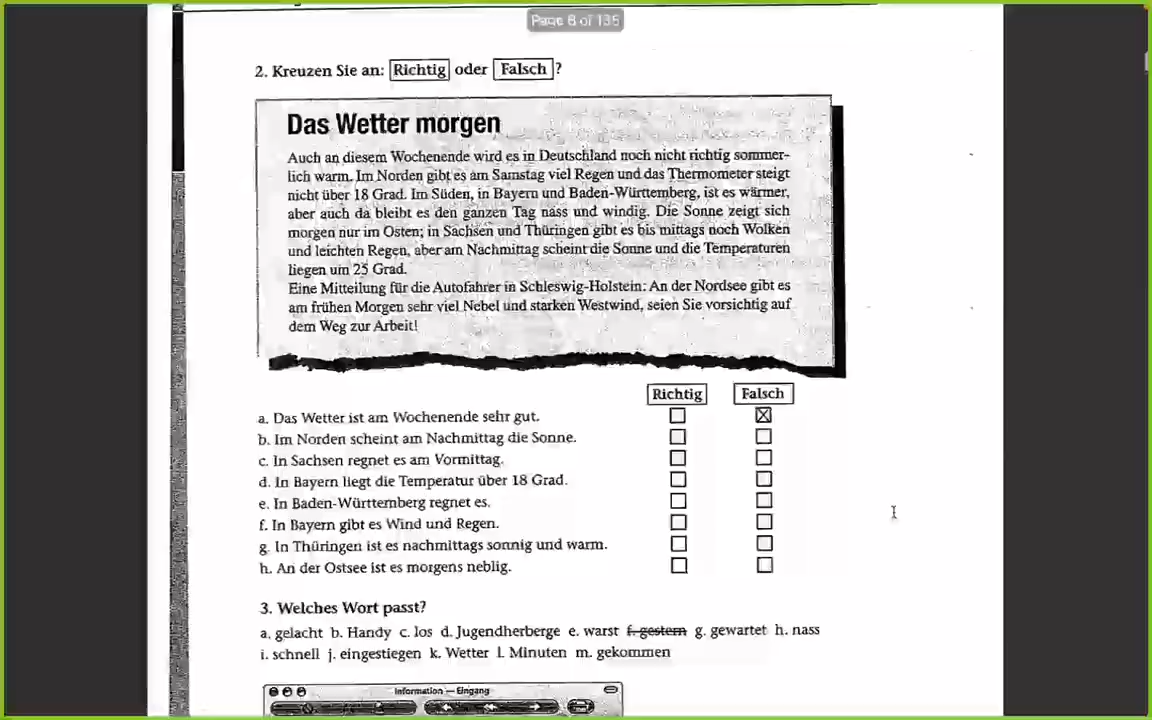 Page 8 of 135
2. Kreuzen Sie an: Richtig oder Falsch ?
Das Wetter morgen
Auch an diesem Wochenende wird es in Deutschland noch nicht richtig sommer-
lich warm. Im Norden gibt es am Samstag viel Regen und das Thermometer steigt
nicht über 18 Grad. Im Süden, in Bayern und Baden-Württemberg, ist es wärmer,
aber auch da bleibt es den ganzen Tag nass und windig. Die Sonne zeigt sich
morgen nur im Osten; in Sachsen und Thüringen gibt es bis mittags noch Wolken
und leichten Regen, aber am Nachmittag scheint die Sonne und die Temperaturen
liegen um 25 Grad.
Eine Mitteilung für die Autofahrer in Schleswig-Holstein: An der Nordsee gibt es
am frühen Morgen sehr viel Nebel und starken Westwind, seien Sie vorsichtig auf
dem Weg zur Arbeit!
Richtig Falsch
a. Das Wetter ist am Wochenende sehr gut.
b. Im Norden scheint am Nachmittag die Sonne.
c. In Sachsen regnet es am Vormittag.
d. In Bayern liegt die Temperatur über 18 Grad.
e. In Baden-Württemberg regnet es.
f. In Bayern gibt es Wind und Regen.
g. In Thüringen ist es nachmittags sonnig und warm.
h. An der Ostsee ist es morgens neblig.
3. Welches Wort passt?
a. gelacht b. Handy c. los d. Jugendherberge e. warst f. gestern g. gewartet h. nass
i. schnell j. eingestiegen k. Wetter l. Minuten m. gekommen
Information — Eingang